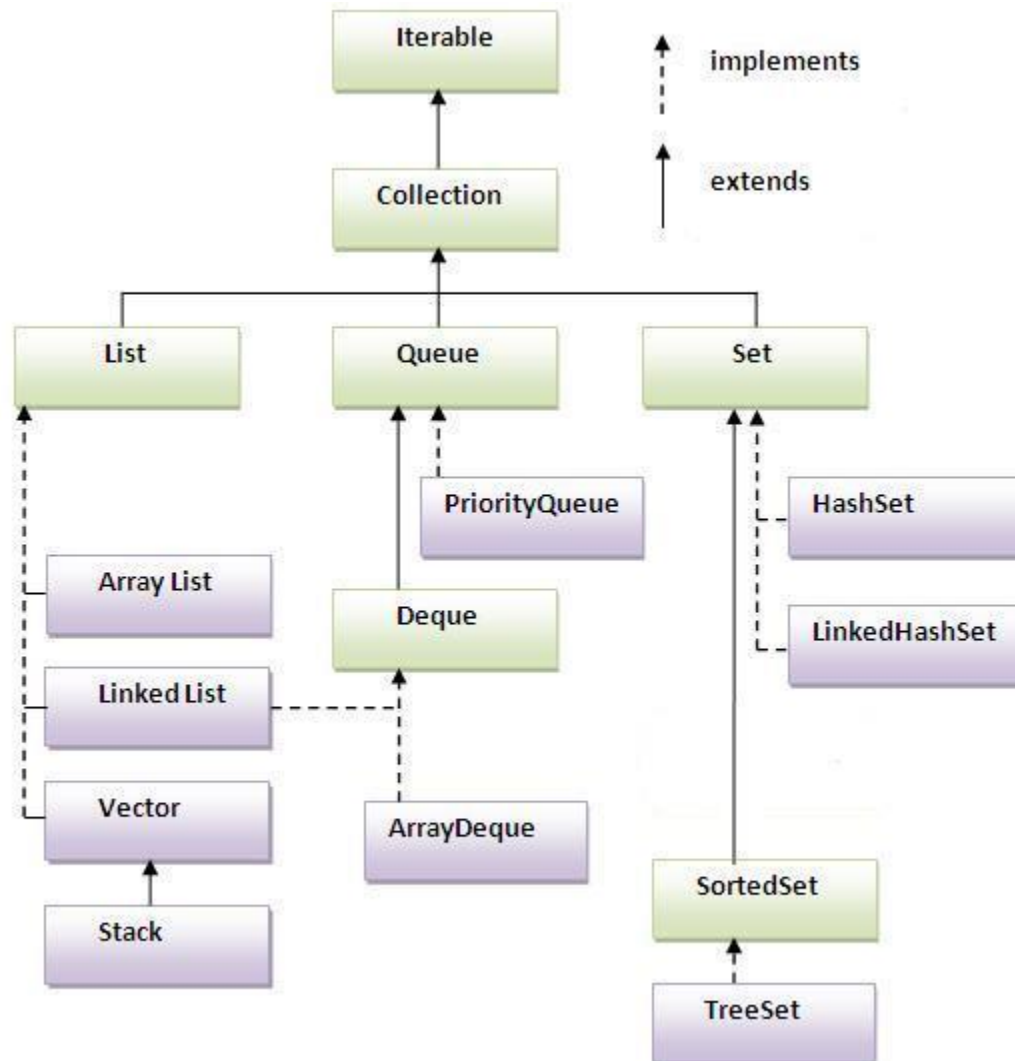 Iterable
implements
extends
Collection
List
Queue
Set
PriorityQueue
HashSet
Array List
Deque
LinkedHashSet
Linked List
Vector
ArrayDeque
SortedSet
Stack
TreeSet